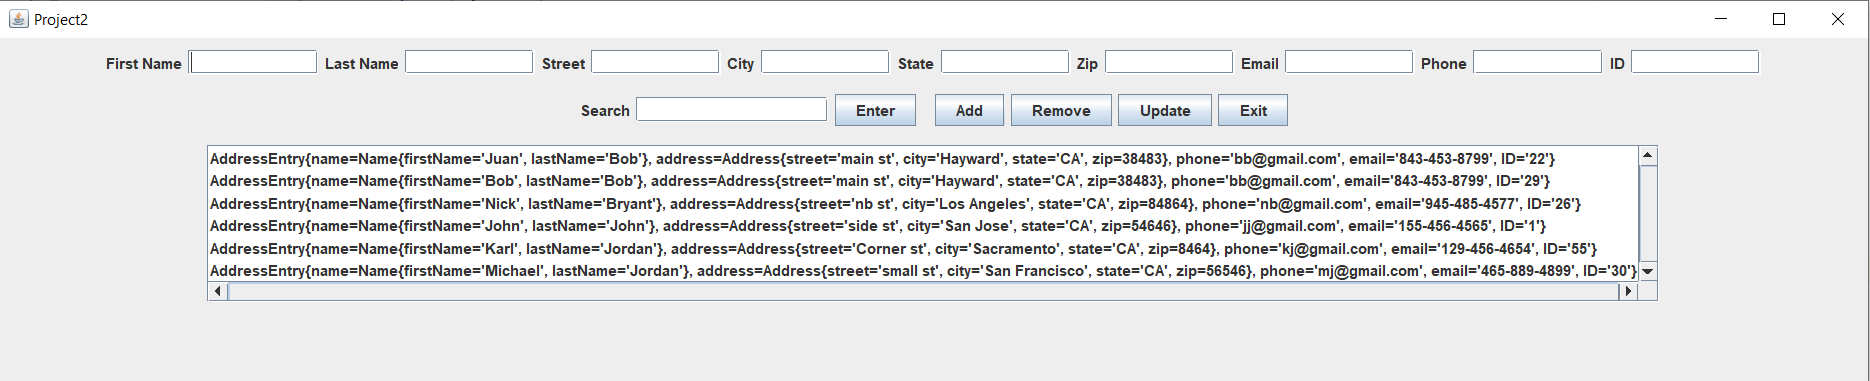 Project2
First Name Last Name Street City State Zip Email Phone ID
Search Enter Add Remove Update Exit
AddressEntry{name=Name{firstName='Juan', lastName='Bob'}, address=Address{street='main st', city='Hayward', state='CA', zip=38483}, phone='bb@gmail.com', email='843-453-8799', ID='22'}
AddressEntry{name=Name{firstName='Bob', lastName='Bob'}, address=Address{street='main st', city='Hayward', state='CA', zip=38483}, phone='bb@gmail.com', email='843-453-8799', ID='29'}
AddressEntry{name=Name{firstName='Nick', lastName='Bryant'}, address=Address{street='nb st', city='Los Angeles', state='CA', zip=84864}, phone='nb@gmail.com', email='945-485-4577', ID='26'}
AddressEntry{name=Name{firstName='John', lastName='John'}, address=Address{street='side st', city='San Jose', state='CA', zip=54646}, phone='jj@gmail.com', email='155-456-4565', ID='1'}
AddressEntry{name=Name{firstName='Karl', lastName='Jordan'}, address=Address{street='Corner st', city='Sacramento', state='CA', zip=8464}, phone='kj@gmail.com', email='129-456-4654', ID='55'}
AddressEntry{name=Name{firstName='Michael', lastName='Jordan'}, address=Address{street='small st', city='San Francisco', state='CA', zip=56546}, phone='mj@gmail.com', email='465-889-4899', ID='30'}